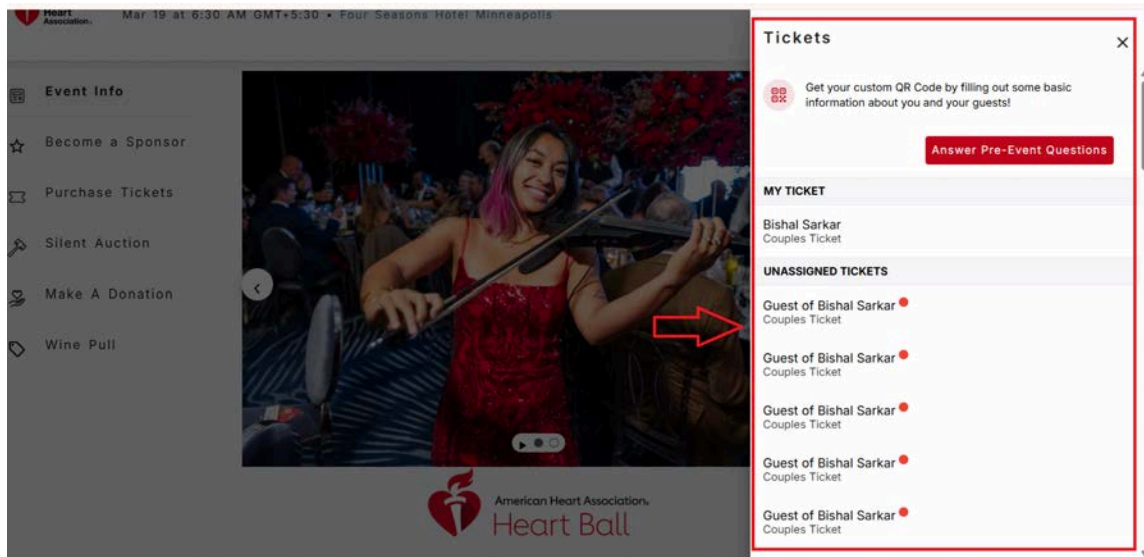 Heart
Association.
Mar 19 at 6:30 AM GMT+5:30 • Four Seasons Hotel Minneapolis
Event Info
Become a Sponsor
Purchase Tickets
Silent Auction
Make A Donation
Wine Pull
American Heart Association®
Heart Ball
Tickets
Get your custom QR Code by filling out some basic
information about you and your guests!
Answer Pre-Event Questions
MY TICKET
Bishal Sarkar
Couples Ticket
UNASSIGNED TICKETS
Guest of Bishal Sarkar
Couples Ticket
Guest of Bishal Sarkar
Couples Ticket
Guest of Bishal Sarkar
Couples Ticket
Guest of Bishal Sarkar
Couples Ticket
Guest of Bishal Sarkar
Couples Ticket